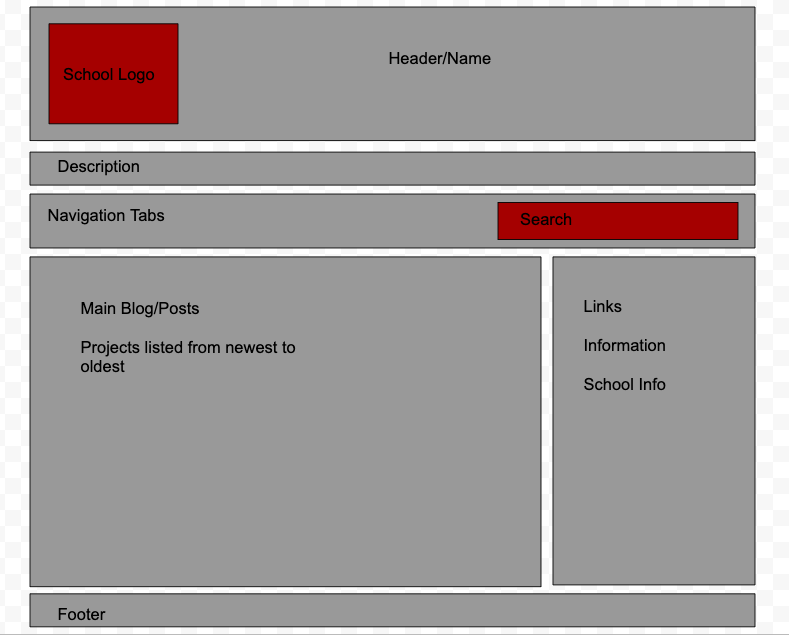 School Logo
Header/Name
Description
Navigation Tabs
Search
Main Blog/Posts
Projects listed from newest to
oldest
Links
Information
School Info
Footer